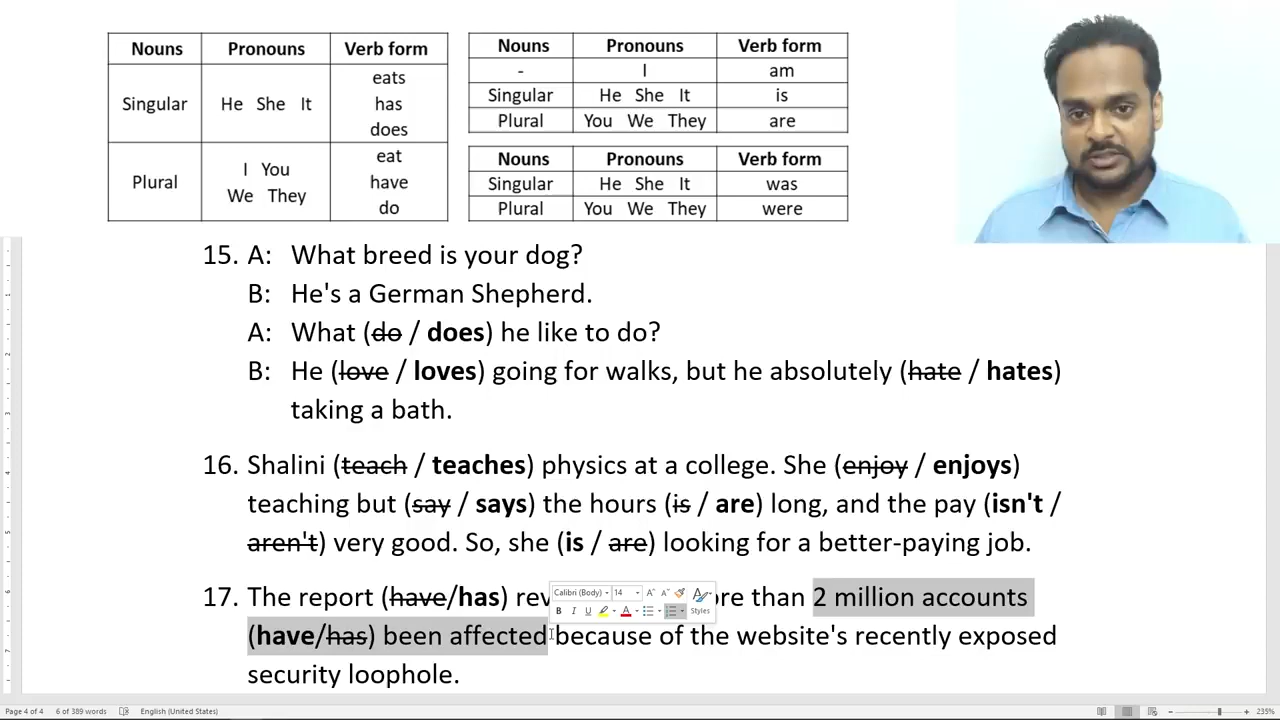 Nouns Pronouns Verb form
Singular He She It eats
has
does
Plural I You
We They eat
have
do
Nouns Pronouns Verb form
- I am
Singular He She It is
Plural You We They are
Nouns Pronouns Verb form
Singular He She It was
Plural You We They were
15. A: What breed is your dog?
B: He's a German Shepherd.
A: What (do / does) he like to do?
B: He (love / loves) going for walks, but he absolutely (hate / hates)
taking a bath.
16. Shalini (teach / teaches) physics at a college. She (enjoy / enjoys)
teaching but (say / says) the hours (is / are) long, and the pay (isn't /
aren't) very good. So, she (is / are) looking for a better-paying job.
Calibri (Body) 14
B I U A Styles
17. The report (have/has) rev ore than 2 million accounts
(have/has) been affected because of the website's recently exposed
security loophole.
Page 4 of 4 6 of 389 words English (United States) 235%